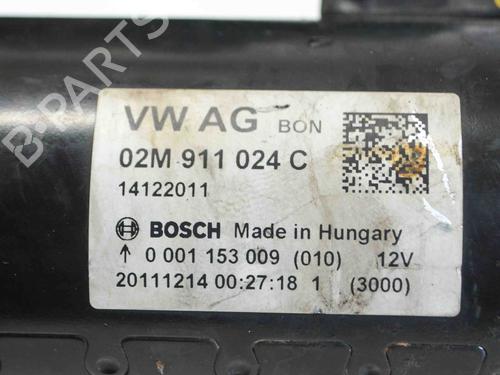 VW AG BON
02M 911 024 C
14122011
BOSCH Made in Hungary
↑ 0 001 153 009 (010) 12V
20111214 00:27:18 1 (3000)